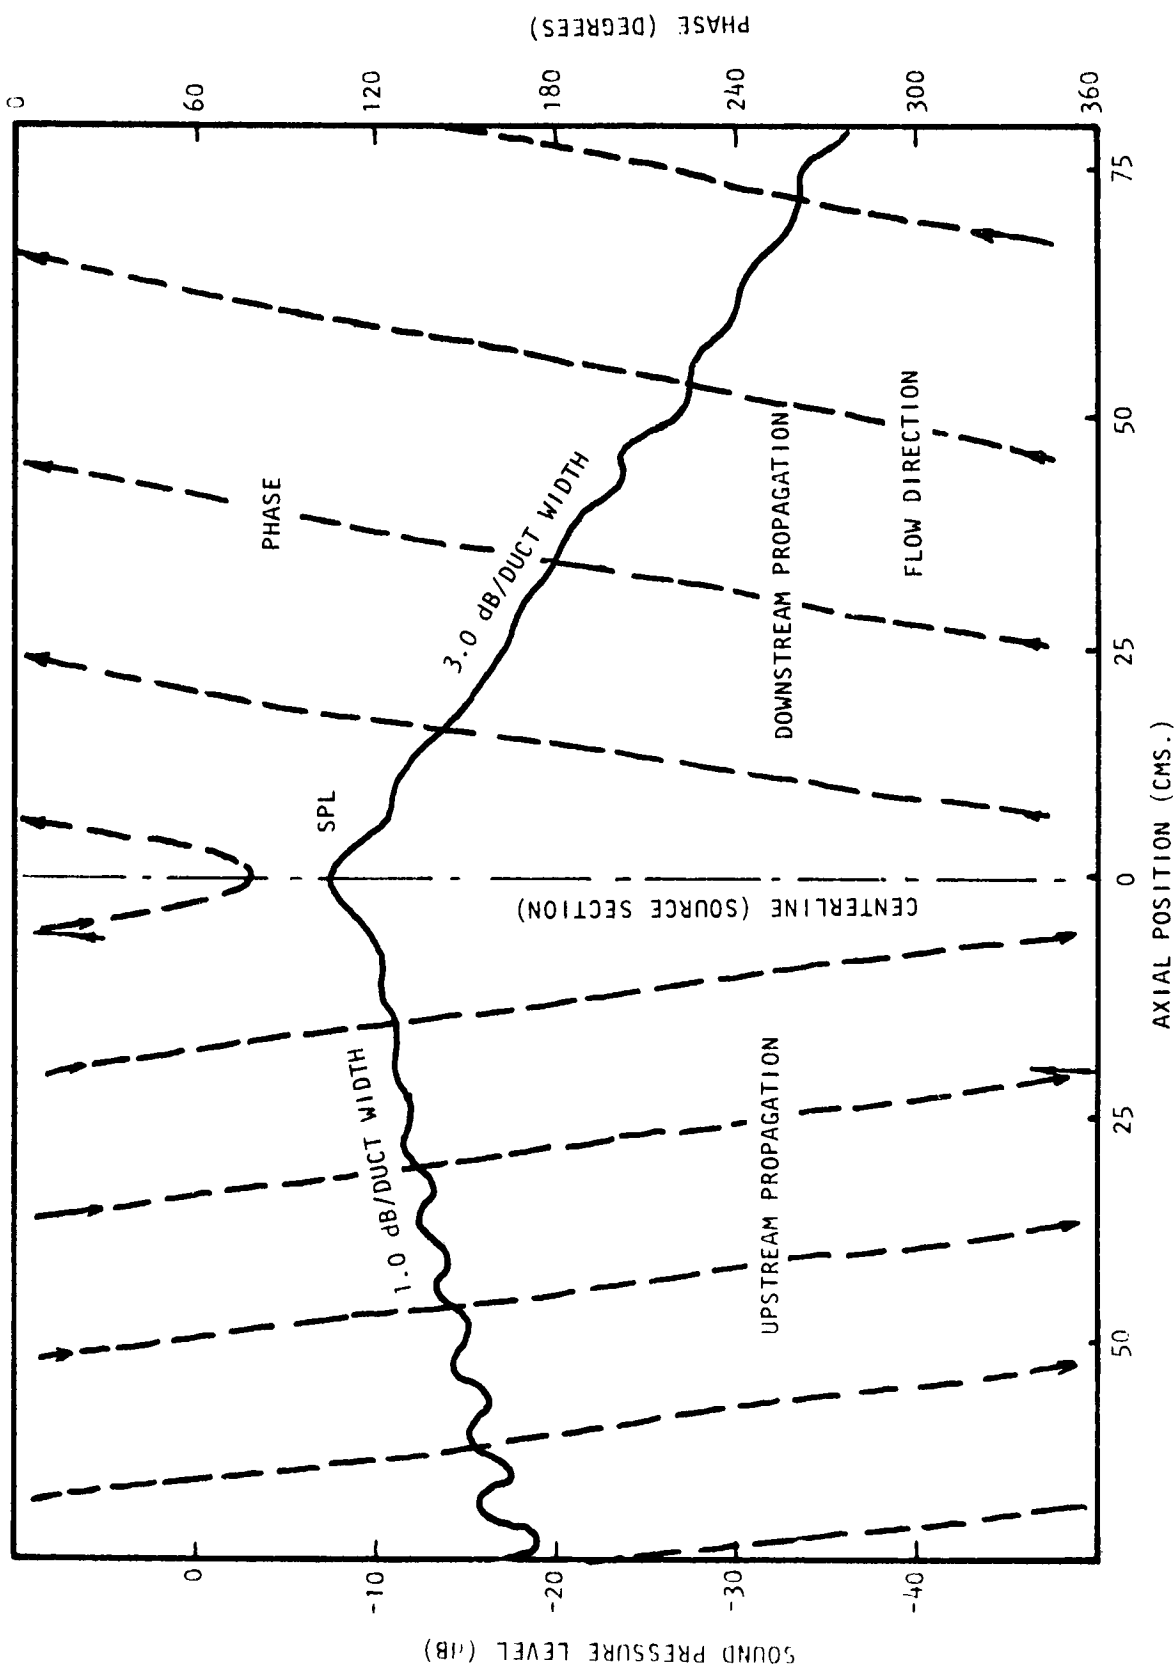 SOUND PRESSURE LEVEL (dB)
0
-10
-20
-30
-40
PHASE (DEGREES)
0
60
120
180
240
300
360
PHASE
SPL
1.0 dB/DUCT WIDTH
3.0 dB/DUCT WIDTH
CENTERLINE (SOURCE SECTION)
UPSTREAM PROPAGATION
DOWNSTREAM PROPAGATION
FLOW DIRECTION
50
25
0
25
50
75
AXIAL POSITION (CMS.)